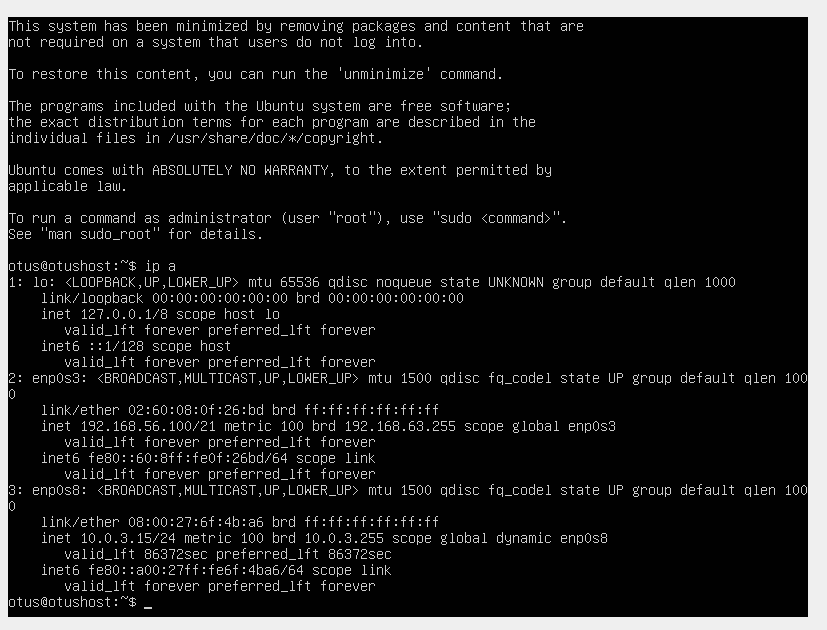 This system has been minimized by removing packages and content that are
not required on a system that users do not log into.
To restore this content, you can run the 'unminimize' command.
The programs included with the Ubuntu system are free software;
the exact distribution terms for each program are described in the
individual files in /usr/share/doc/*/copyright.
Ubuntu comes with ABSOLUTELY NO WARRANTY, to the extent permitted by
applicable law.
To run a command as administrator (user "root"), use "sudo <command>".
See "man sudo_root" for details.
otus@otushost:~$ ip a
1: lo: <LOOPBACK,UP,LOWER_UP> mtu 65536 qdisc noqueue state UNKNOWN group default qlen 1000
    link/loopback 00:00:00:00:00:00 brd 00:00:00:00:00:00
    inet 127.0.0.1/8 scope host lo
       valid_lft forever preferred_lft forever
    inet6 ::1/128 scope host
       valid_lft forever preferred_lft forever
2: enp0s3: <BROADCAST,MULTICAST,UP,LOWER_UP> mtu 1500 qdisc fq_codel state UP group default qlen 100
0
    link/ether 02:60:08:0f:26:bd brd ff:ff:ff:ff:ff:ff
    inet 192.168.56.100/21 metric 100 brd 192.168.63.255 scope global enp0s3
       valid_lft forever preferred_lft forever
    inet6 fe80::60:8ff:fe0f:26bd/64 scope link
       valid_lft forever preferred_lft forever
3: enp0s8: <BROADCAST,MULTICAST,UP,LOWER_UP> mtu 1500 qdisc fq_codel state UP group default qlen 100
0
    link/ether 08:00:27:6f:4b:a6 brd ff:ff:ff:ff:ff:ff
    inet 10.0.3.15/24 metric 100 brd 10.0.3.255 scope global dynamic enp0s8
       valid_lft 86372sec preferred_lft 86372sec
    inet6 fe80::a00:27ff:fe6f:4ba6/64 scope link
       valid_lft forever preferred_lft forever
otus@otushost:~$ _